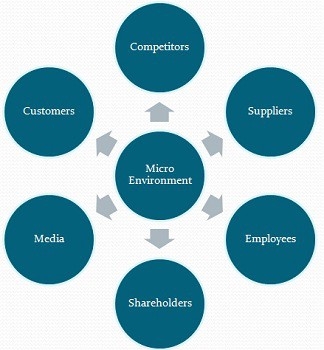 Competitors
Customers
Suppliers
Micro
Environment
Media
Employees
Shareholders